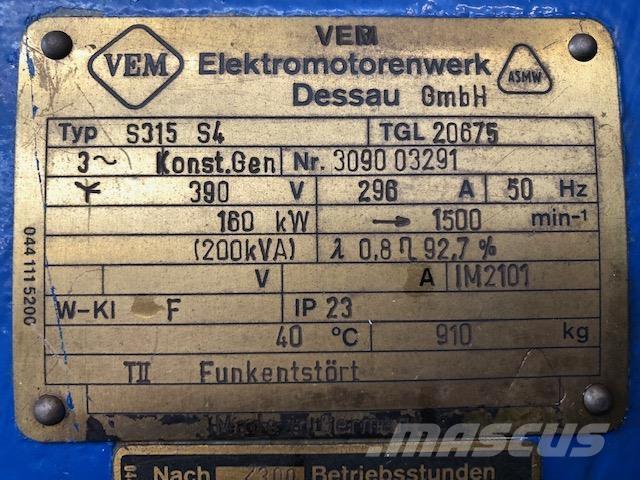 VEM
VEM
Elektromotorenwerk
Dessau GmbH
ASMW
Typ S315 S4 TGL 20675
3~ Konst.Gen Nr. 3090 03291
390 V 296 A 50 Hz
160 kW → 1500 min-1
(200kVA) λ 0,8 η 92,7 %
V A IM2101
W-Kl F IP 23
40 °C 910 kg
TII Funkentstört
044 111 520
Nach Betriebsstunden
04
MASCUS